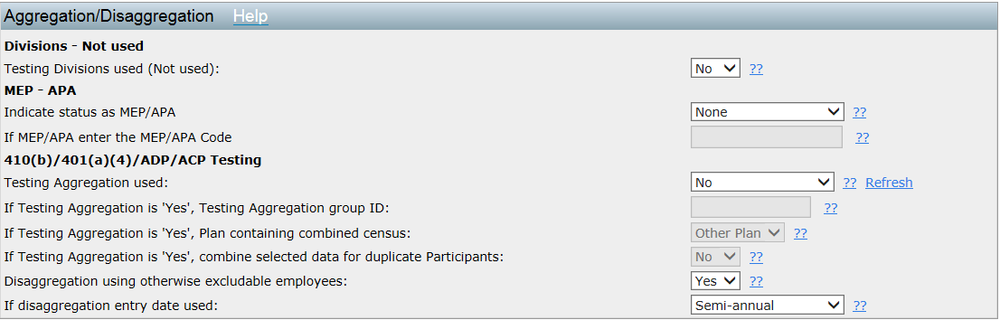 Aggregation/Disaggregation Help
Divisions - Not used
Testing Divisions used (Not used): No ??
MEP - APA
Indicate status as MEP/APA None ??
If MEP/APA enter the MEP/APA Code ??
410(b)/401(a)(4)/ADP/ACP Testing
Testing Aggregation used: No ?? Refresh
If Testing Aggregation is 'Yes', Testing Aggregation group ID: ??
If Testing Aggregation is 'Yes', Plan containing combined census: Other Plan ??
If Testing Aggregation is 'Yes', combine selected data for duplicate Participants: No ??
Disaggregation using otherwise excludable employees: Yes ??
If disaggregation entry date used: Semi-annual ??